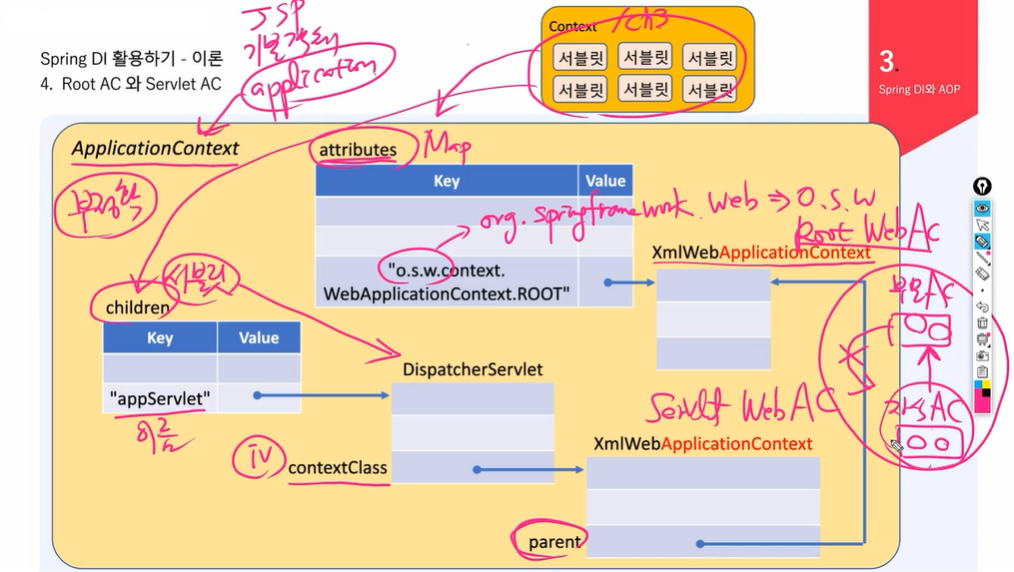 JSP
기본객체
application
Spring DI 활용하기 - 이론
4. Root AC 와 Servlet AC
Context
/ch3
서블릿 서블릿 서블릿
서블릿 서블릿 서블릿
3.
Spring DI와 AOP
ApplicationContext
부정확
attributes
Map
Key Value
org.springframework.web ⇒ o.s.w
Root WebAC
"o.s.w.context.
WebApplicationContext.ROOT"
XmlWebApplicationContext
부모AC
서블릿
children
Key Value
"appServlet"
이름
DispatcherServlet
Servlet WebAC
자식AC
iv
contextClass
XmlWebApplicationContext
parent